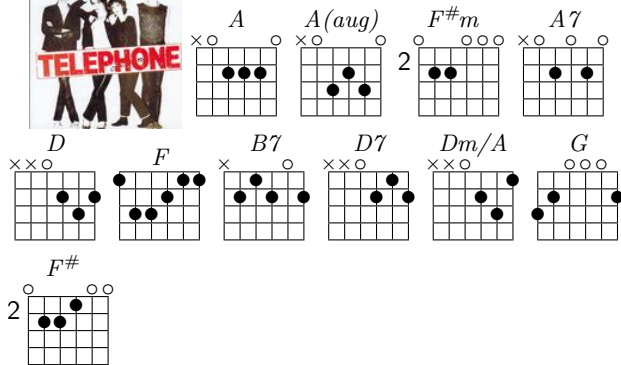 TELEPHONE
A A(aug) F#m A7
× × ×
2
D F B7 D7 Dm/A G
×× × ×× ××
F#
2